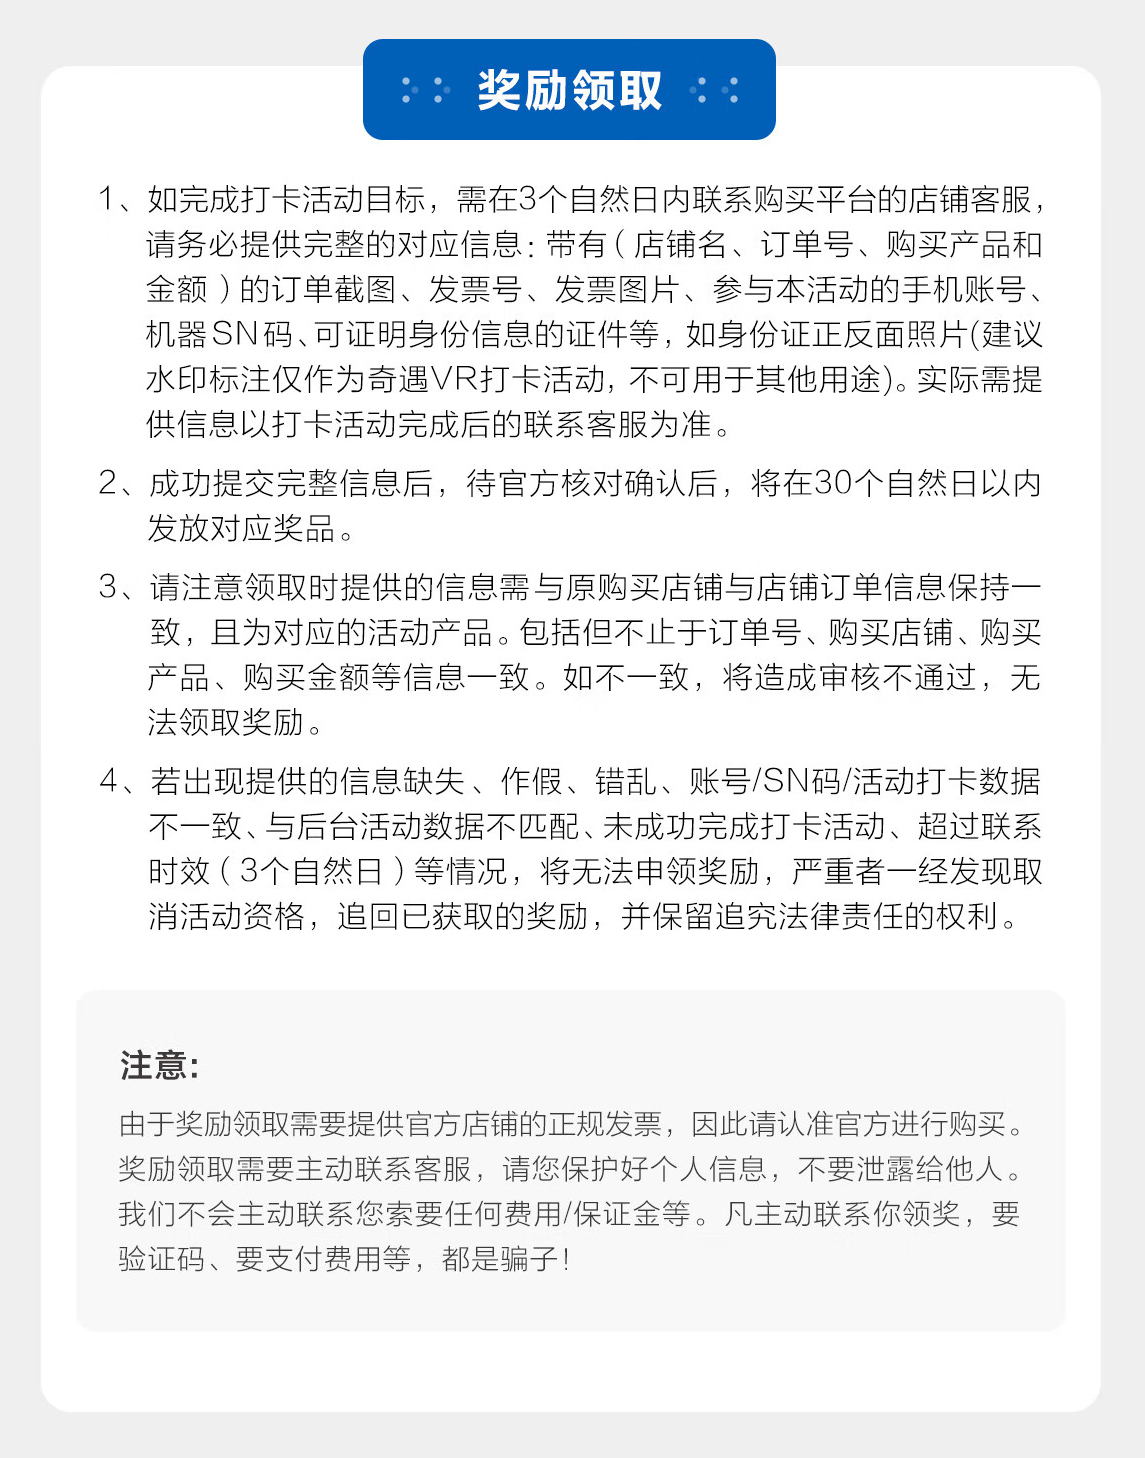 奖励领取
1、如完成打卡活动目标，需在3个自然日内联系购买平台的店铺客服，
请务必提供完整的对应信息：带有（店铺名、订单号、购买产品和
金额）的订单截图、发票号、发票图片、参与本活动的手机账号、
机器SN码、可证明身份信息的证件等，如身份证正反面照片(建议
水印标注仅作为奇遇VR打卡活动，不可用于其他用途)。实际需提
供信息以打卡活动完成后的联系客服为准。
2、成功提交完整信息后，待官方核对确认后，将在30个自然日以内
发放对应奖品。
3、请注意领取时提供的信息需与原购买店铺与店铺订单信息保持一
致，且为对应的活动产品。包括但不止于订单号、购买店铺、购买
产品、购买金额等信息一致。如不一致，将造成审核不通过，无
法领取奖励。
4、若出现提供的信息缺失、作假、错乱、账号/SN码/活动打卡数据
不一致、与后台活动数据不匹配、未成功完成打卡活动、超过联系
时效（3个自然日）等情况，将无法申领奖励，严重者一经发现取
消活动资格，追回已获取的奖励，并保留追究法律责任的权利。
注意:
由于奖励领取需要提供官方店铺的正规发票，因此请认准官方进行购买。
奖励领取需要主动联系客服，请您保护好个人信息，不要泄露给他人。
我们不会主动联系您索要任何费用/保证金等。凡主动联系你领奖，要
验证码、要支付费用等，都是骗子！